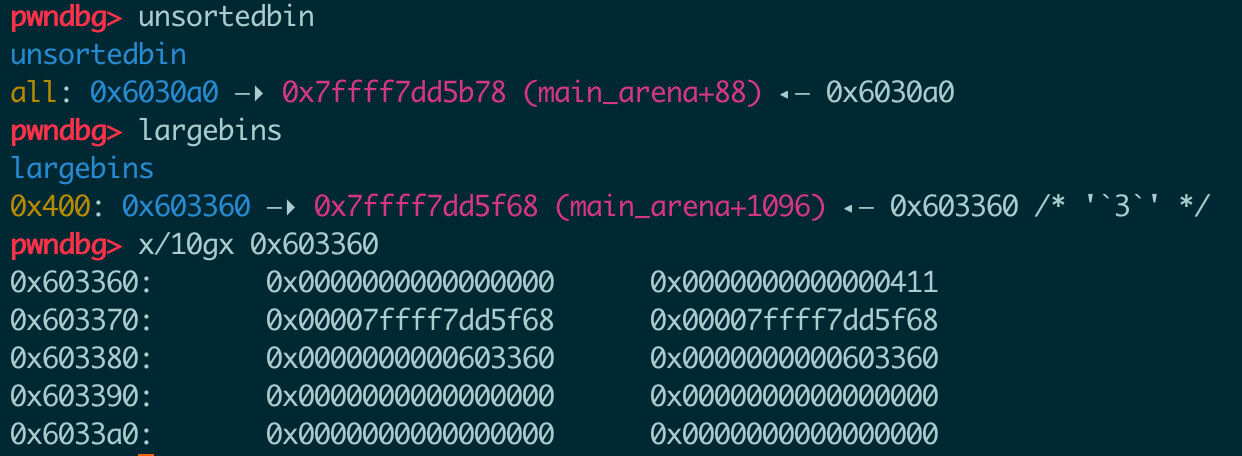 pwndbg> unsortedbin
unsortedbin
all: 0x6030a0 —▸ 0x7ffff7dd5b78 (main_arena+88) ◂— 0x6030a0
pwndbg> largebins
largebins
0x400: 0x603360 —▸ 0x7ffff7dd5f68 (main_arena+1096) ◂— 0x603360 /* '`3`' */
pwndbg> x/10gx 0x603360
0x603360: 0x0000000000000000 0x0000000000000411
0x603370: 0x00007ffff7dd5f68 0x00007ffff7dd5f68
0x603380: 0x0000000000603360 0x0000000000603360
0x603390: 0x0000000000000000 0x0000000000000000
0x6033a0: 0x0000000000000000 0x0000000000000000